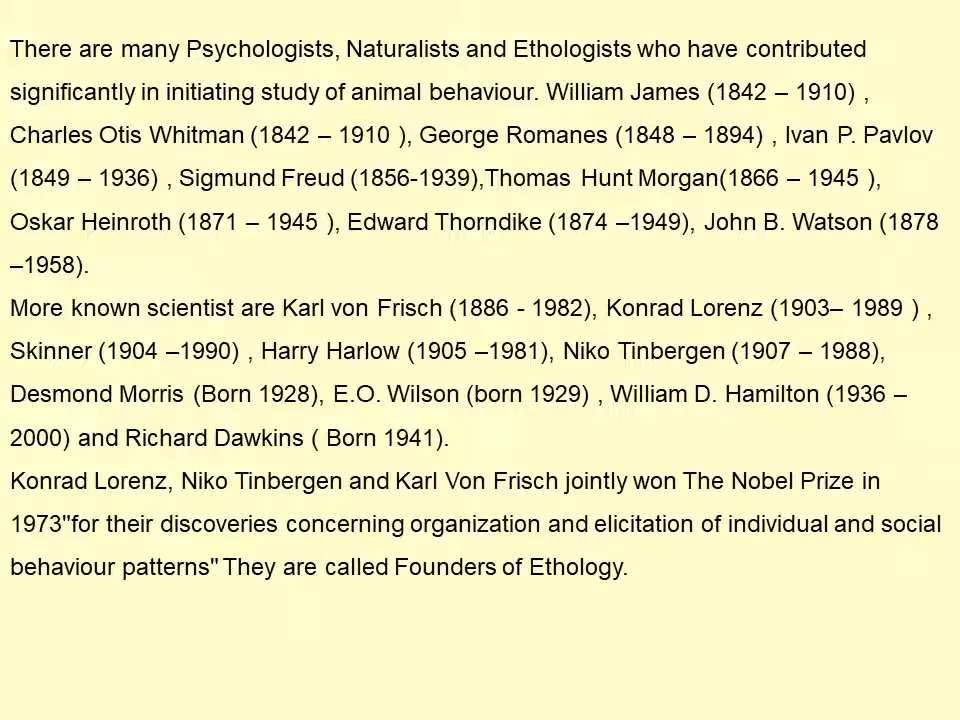 There are many Psychologists, Naturalists and Ethologists who have contributed
significantly in initiating study of animal behaviour. William James (1842 – 1910) ,
Charles Otis Whitman (1842 – 1910 ), George Romanes (1848 – 1894) , Ivan P. Pavlov
(1849 – 1936) , Sigmund Freud (1856-1939),Thomas Hunt Morgan(1866 – 1945 ),
Oskar Heinroth (1871 – 1945 ), Edward Thorndike (1874 –1949), John B. Watson (1878
–1958).
More known scientist are Karl von Frisch (1886 - 1982), Konrad Lorenz (1903– 1989 ) ,
Skinner (1904 –1990) , Harry Harlow (1905 –1981), Niko Tinbergen (1907 – 1988),
Desmond Morris (Born 1928), E.O. Wilson (born 1929) , William D. Hamilton (1936 –
2000) and Richard Dawkins ( Born 1941).
Konrad Lorenz, Niko Tinbergen and Karl Von Frisch jointly won The Nobel Prize in
1973"for their discoveries concerning organization and elicitation of individual and social
behaviour patterns" They are called Founders of Ethology.